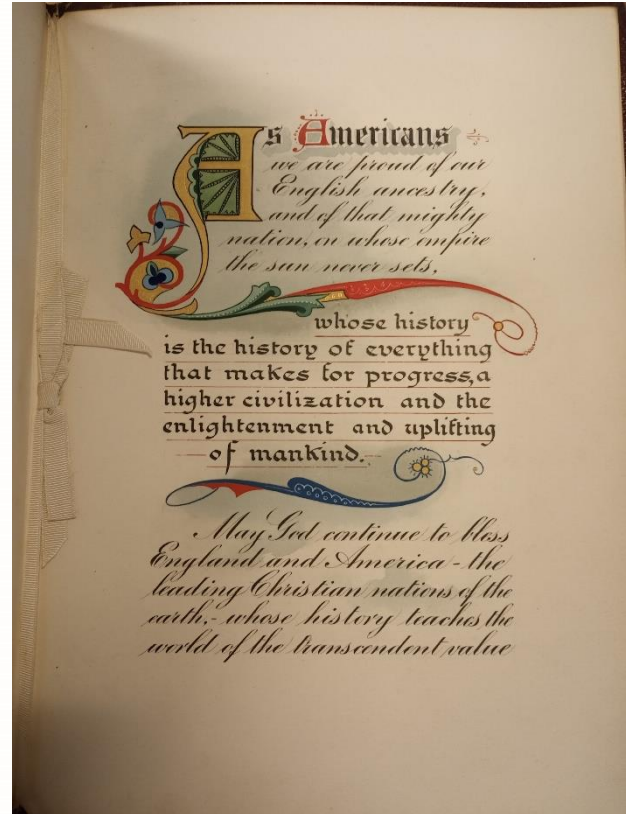 As Americans
we are proud of our
English ancestry,
and of that mighty
nation, on whose empire
the sun never sets,
whose history
is the history of everything
that makes for progress, a
higher civilization and the
enlightenment and uplifting
of mankind.
May God continue to bless
England and America - the
leading Christian nations of the
earth,- whose history teaches the
world of the transcendent value